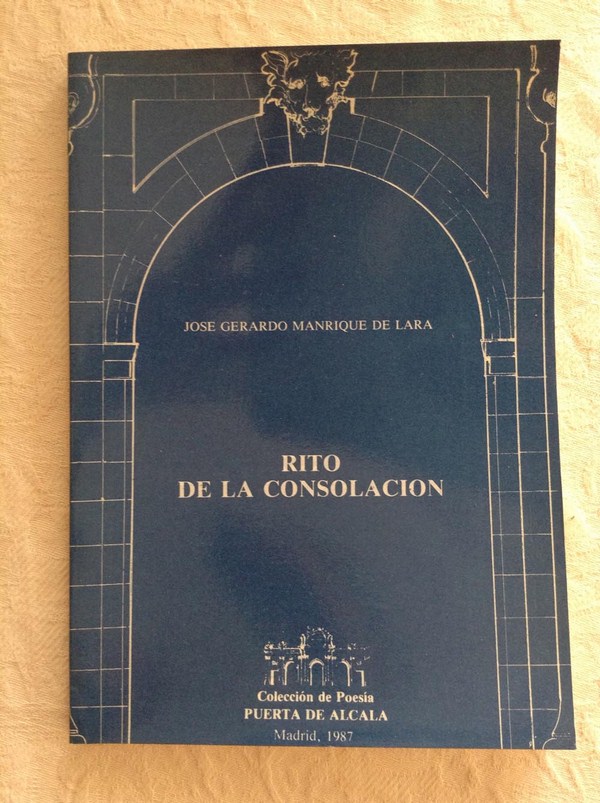 JOSE GERARDO MANRIQUE DE LARA
RITO
DE LA CONSOLACION
Colección de Poesía
PUERTA DE ALCALA
Madrid, 1987